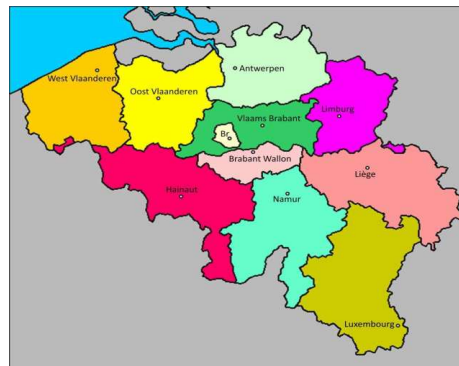 Antwerpen
West Vlaanderen
Oost Vlaanderen
Limburg
Vlaams Brabant
Br
Brabant Wallon
Liège
Hainaut
Namur
Luxembourg